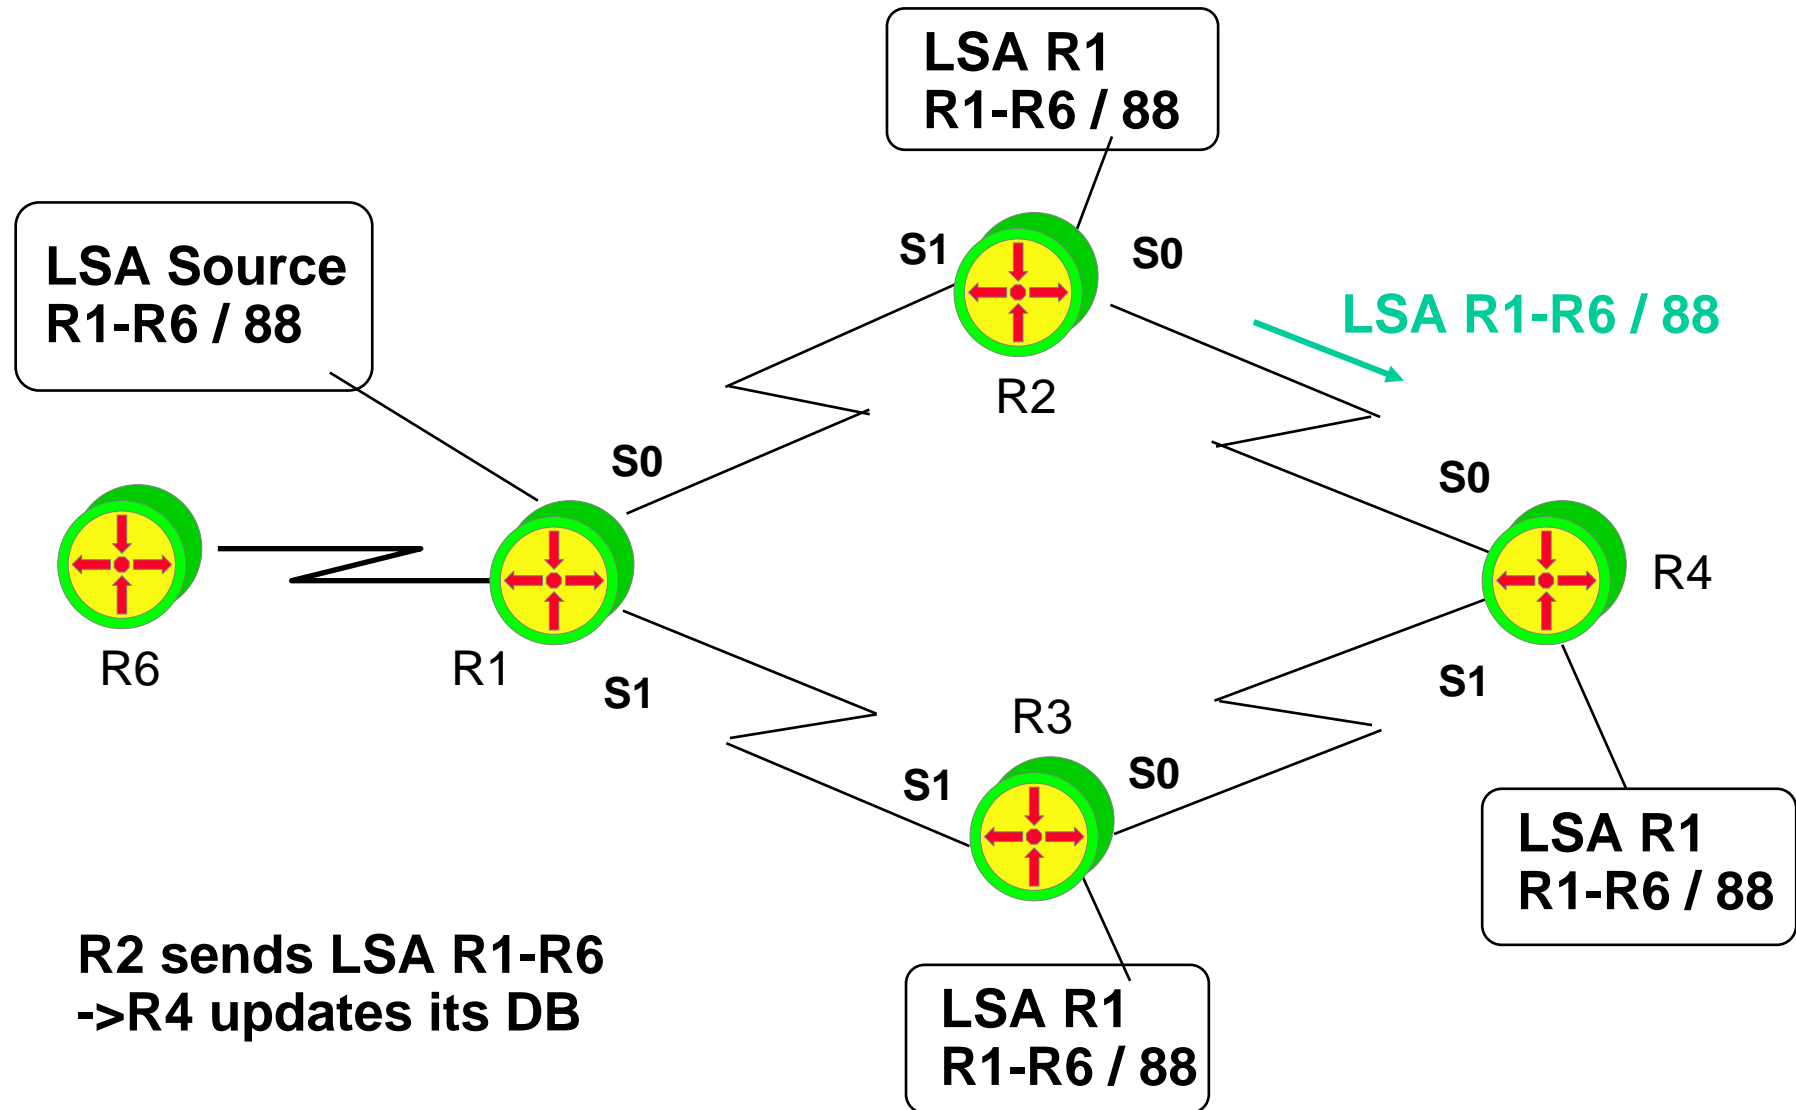 LSA R1
R1-R6 / 88
LSA Source
R1-R6 / 88
S1
S0
LSA R1-R6 / 88
R2
S0
S0
R6
R1
R4
S1
S1
R3
S1
S0
LSA R1
R1-R6 / 88
R2 sends LSA R1-R6
->R4 updates its DB
LSA R1
R1-R6 / 88